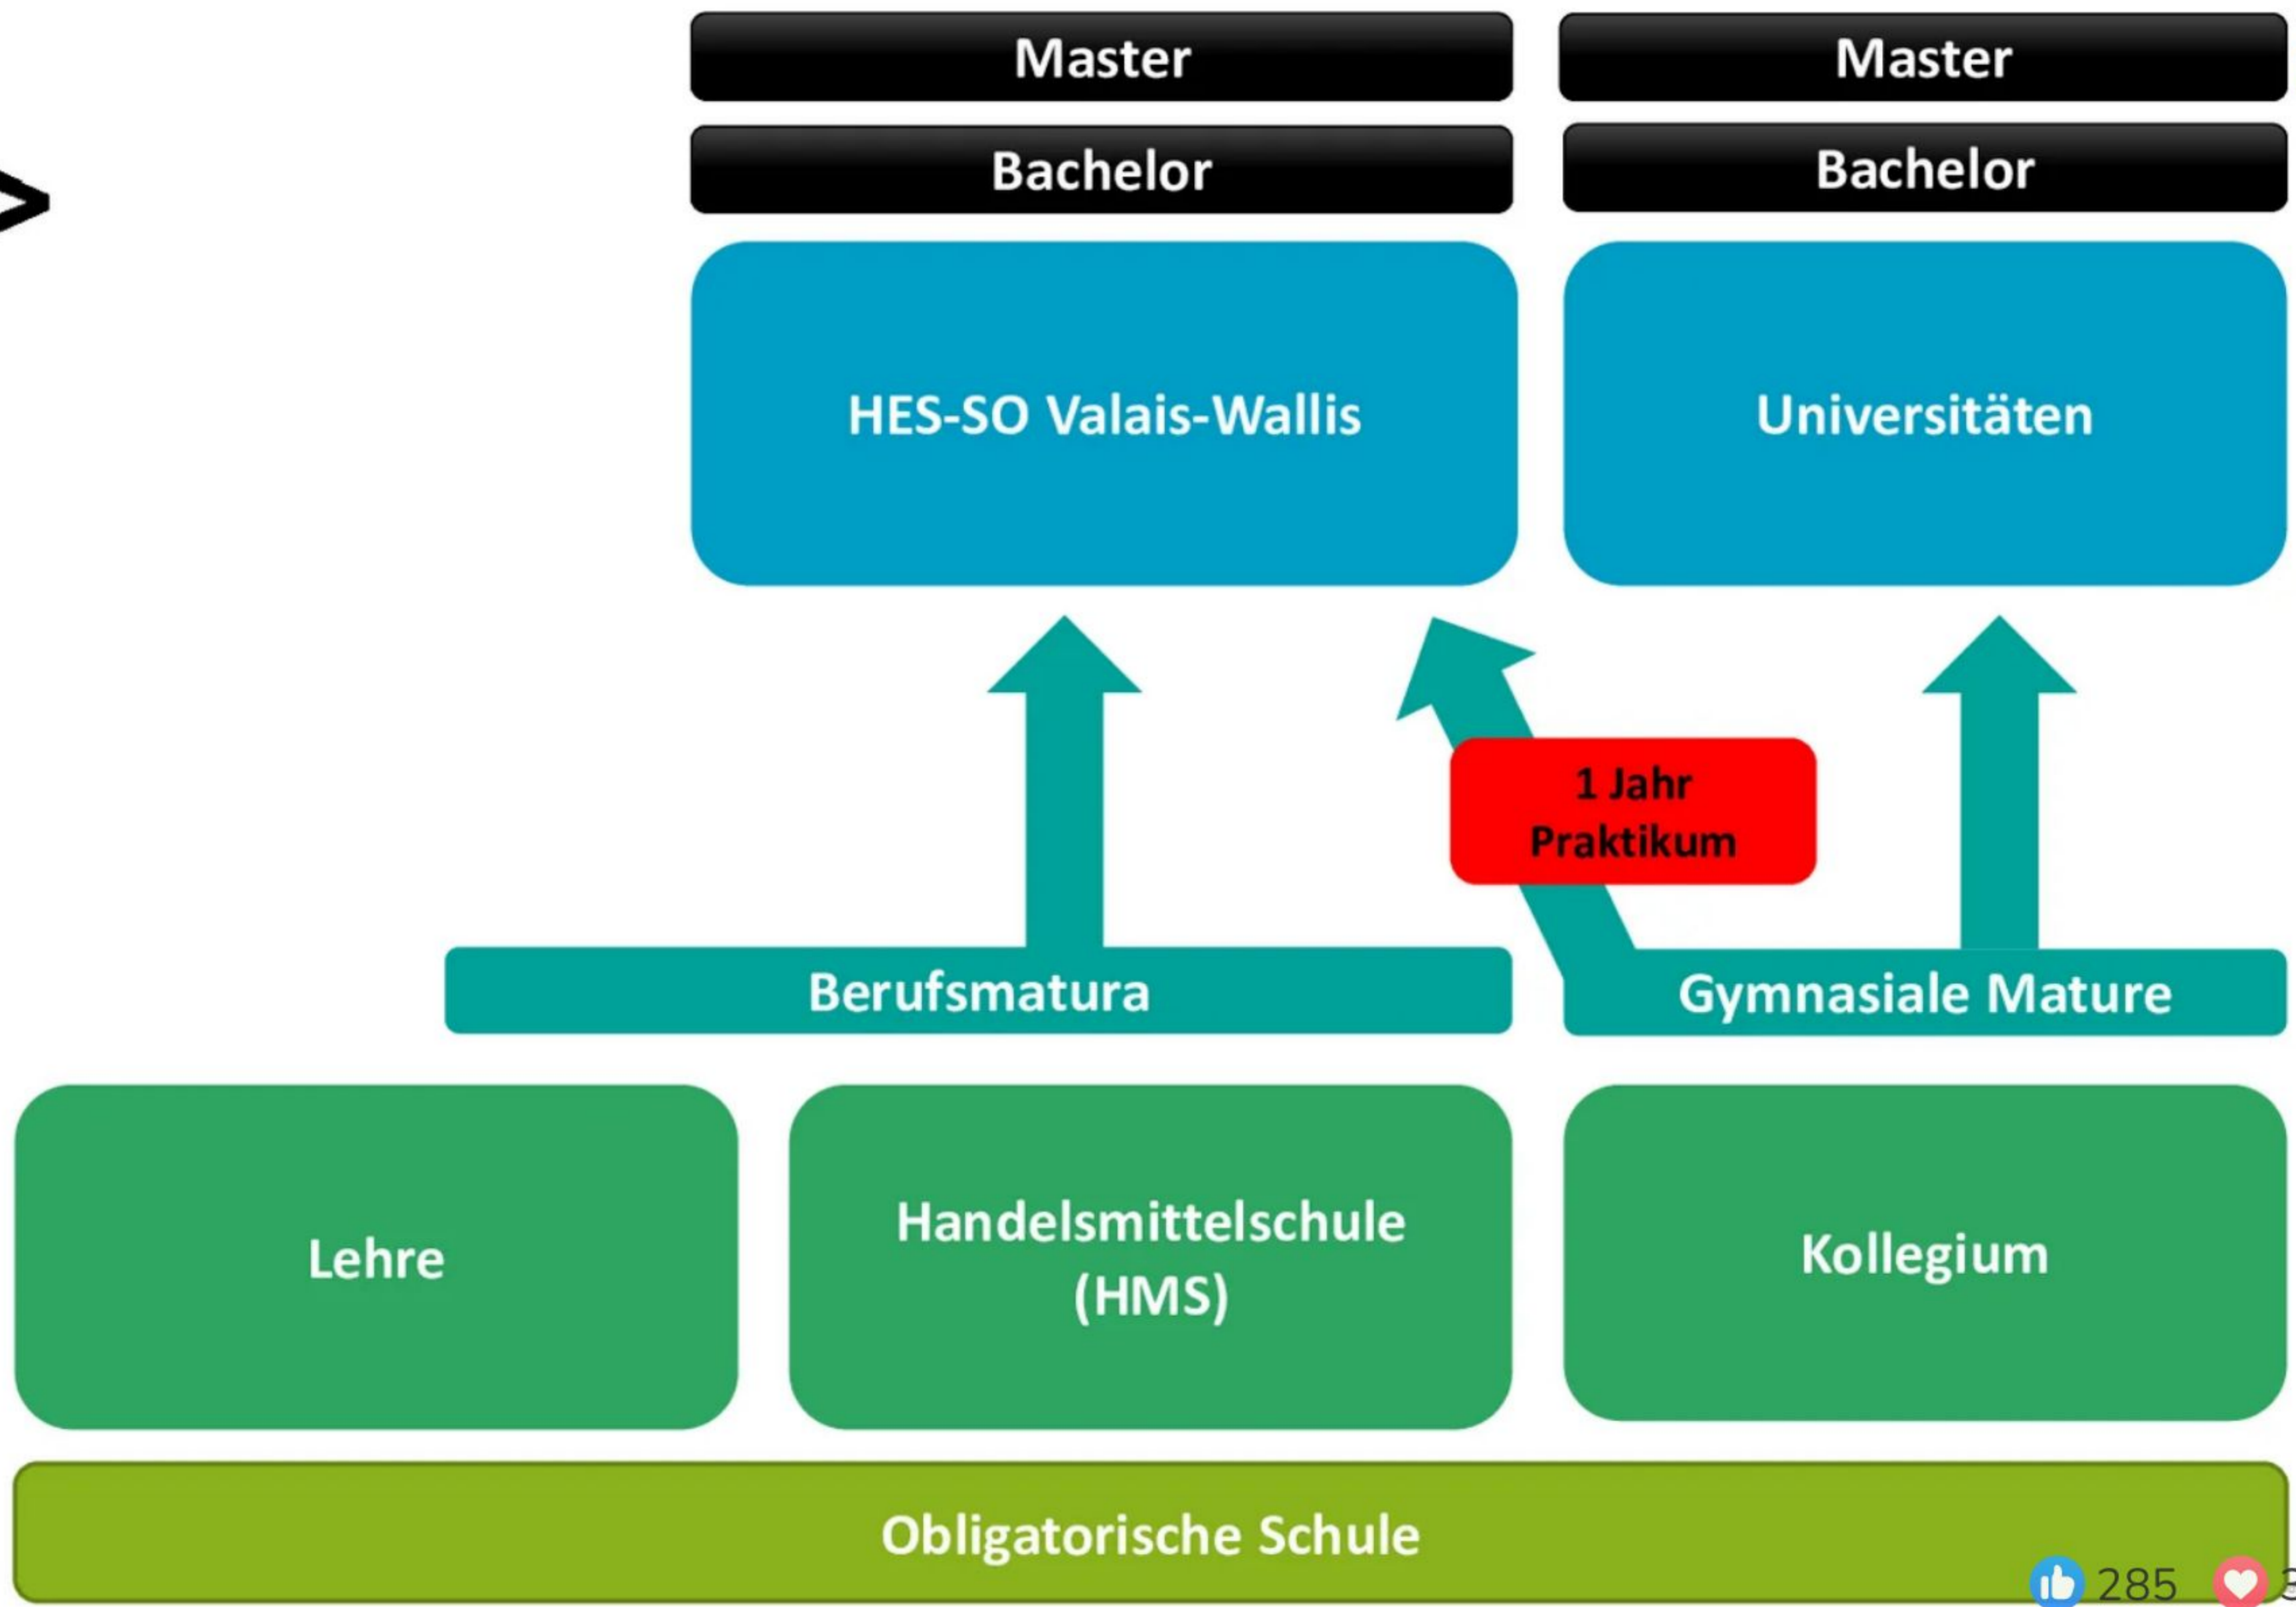 Master
Master
Bachelor
Bachelor
>
HES-SO Valais-Wallis
Universitäten
1 Jahr
Praktikum
Berufsmatura
Gymnasiale Mature
Lehre
Handelsmittelschule
(HMS)
Kollegium
Obligatorische Schule
285